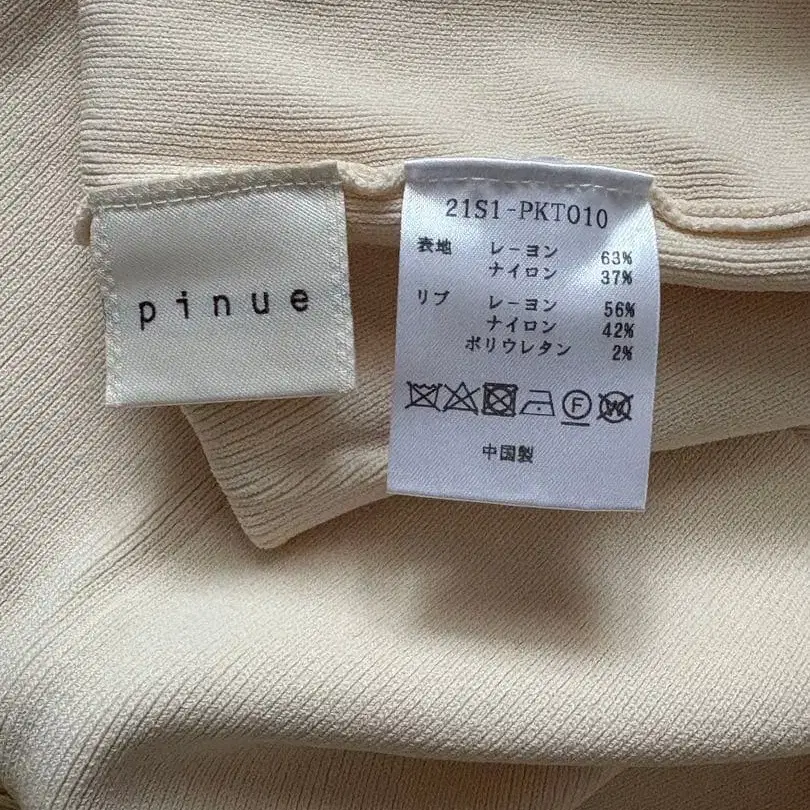 pinue
21S1-PKT010
表地 レーヨン 63%
ナイロン 37%
リブ レーヨン 56%
ナイロン 42%
ポリウレタン 2%
F W
中国製